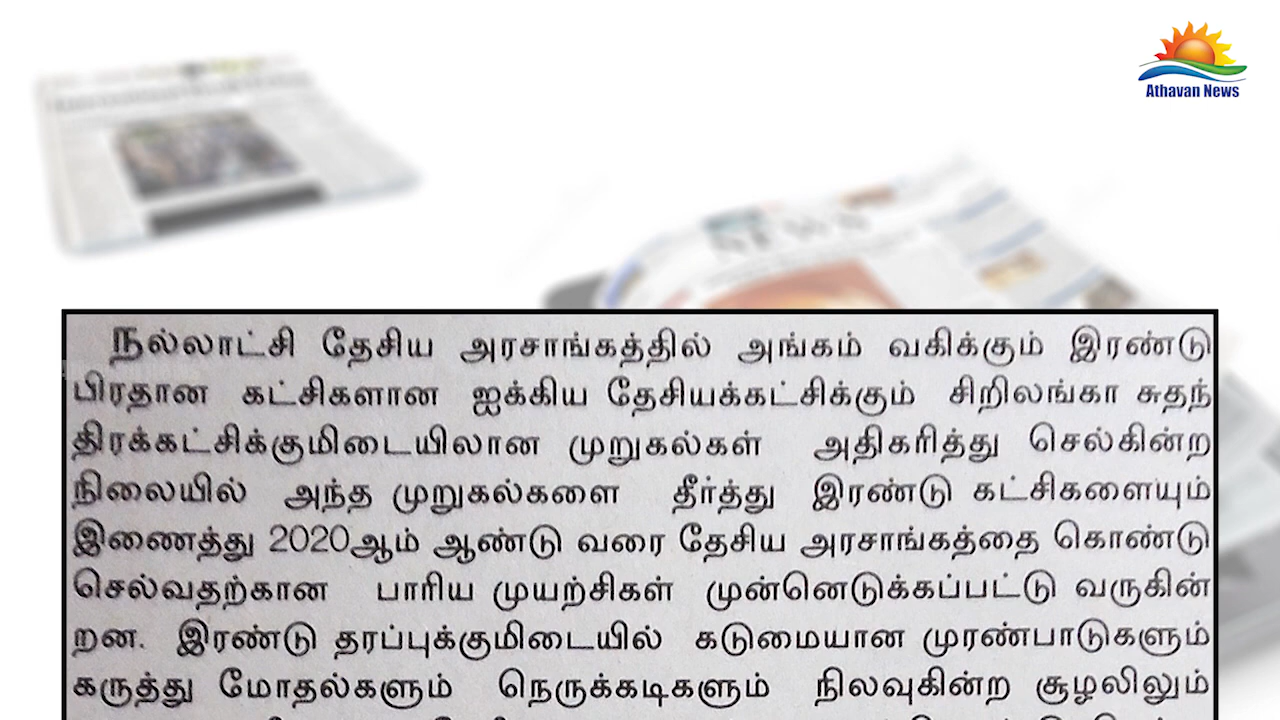 Athavan News
நல்லாட்சி தேசிய அரசாங்கத்தில் அங்கம் வகிக்கும் இரண்டு
பிரதான கட்சிகளான ஐக்கிய தேசியக்கட்சிக்கும் சிறிலங்கா சுதந்
திரக்கட்சிக்குமிடையிலான முறுகல்கள் அதிகரித்து செல்கின்ற
நிலையில் அந்த முறுகல்களை தீர்த்து இரண்டு கட்சிகளையும்
இணைத்து 2020ஆம் ஆண்டு வரை தேசிய அரசாங்கத்தை கொண்டு
செல்வதற்கான பாரிய முயற்சிகள் முன்னெடுக்கப்பட்டு வருகின்
றன. இரண்டு தரப்புக்குமிடையில் கடுமையான முரண்பாடுகளும்
கருத்து மோதல்களும் நெருக்கடிகளும் நிலவுகின்ற சூழலிலும்